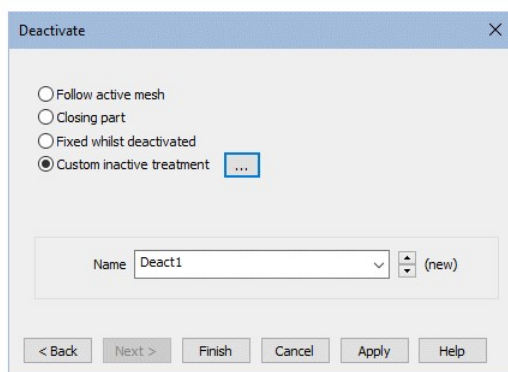 Deactivate
Follow active mesh
Closing part
Fixed whilst deactivated
Custom inactive treatment ...
Name Deact1 (new)
< Back Next > Finish Cancel Apply Help